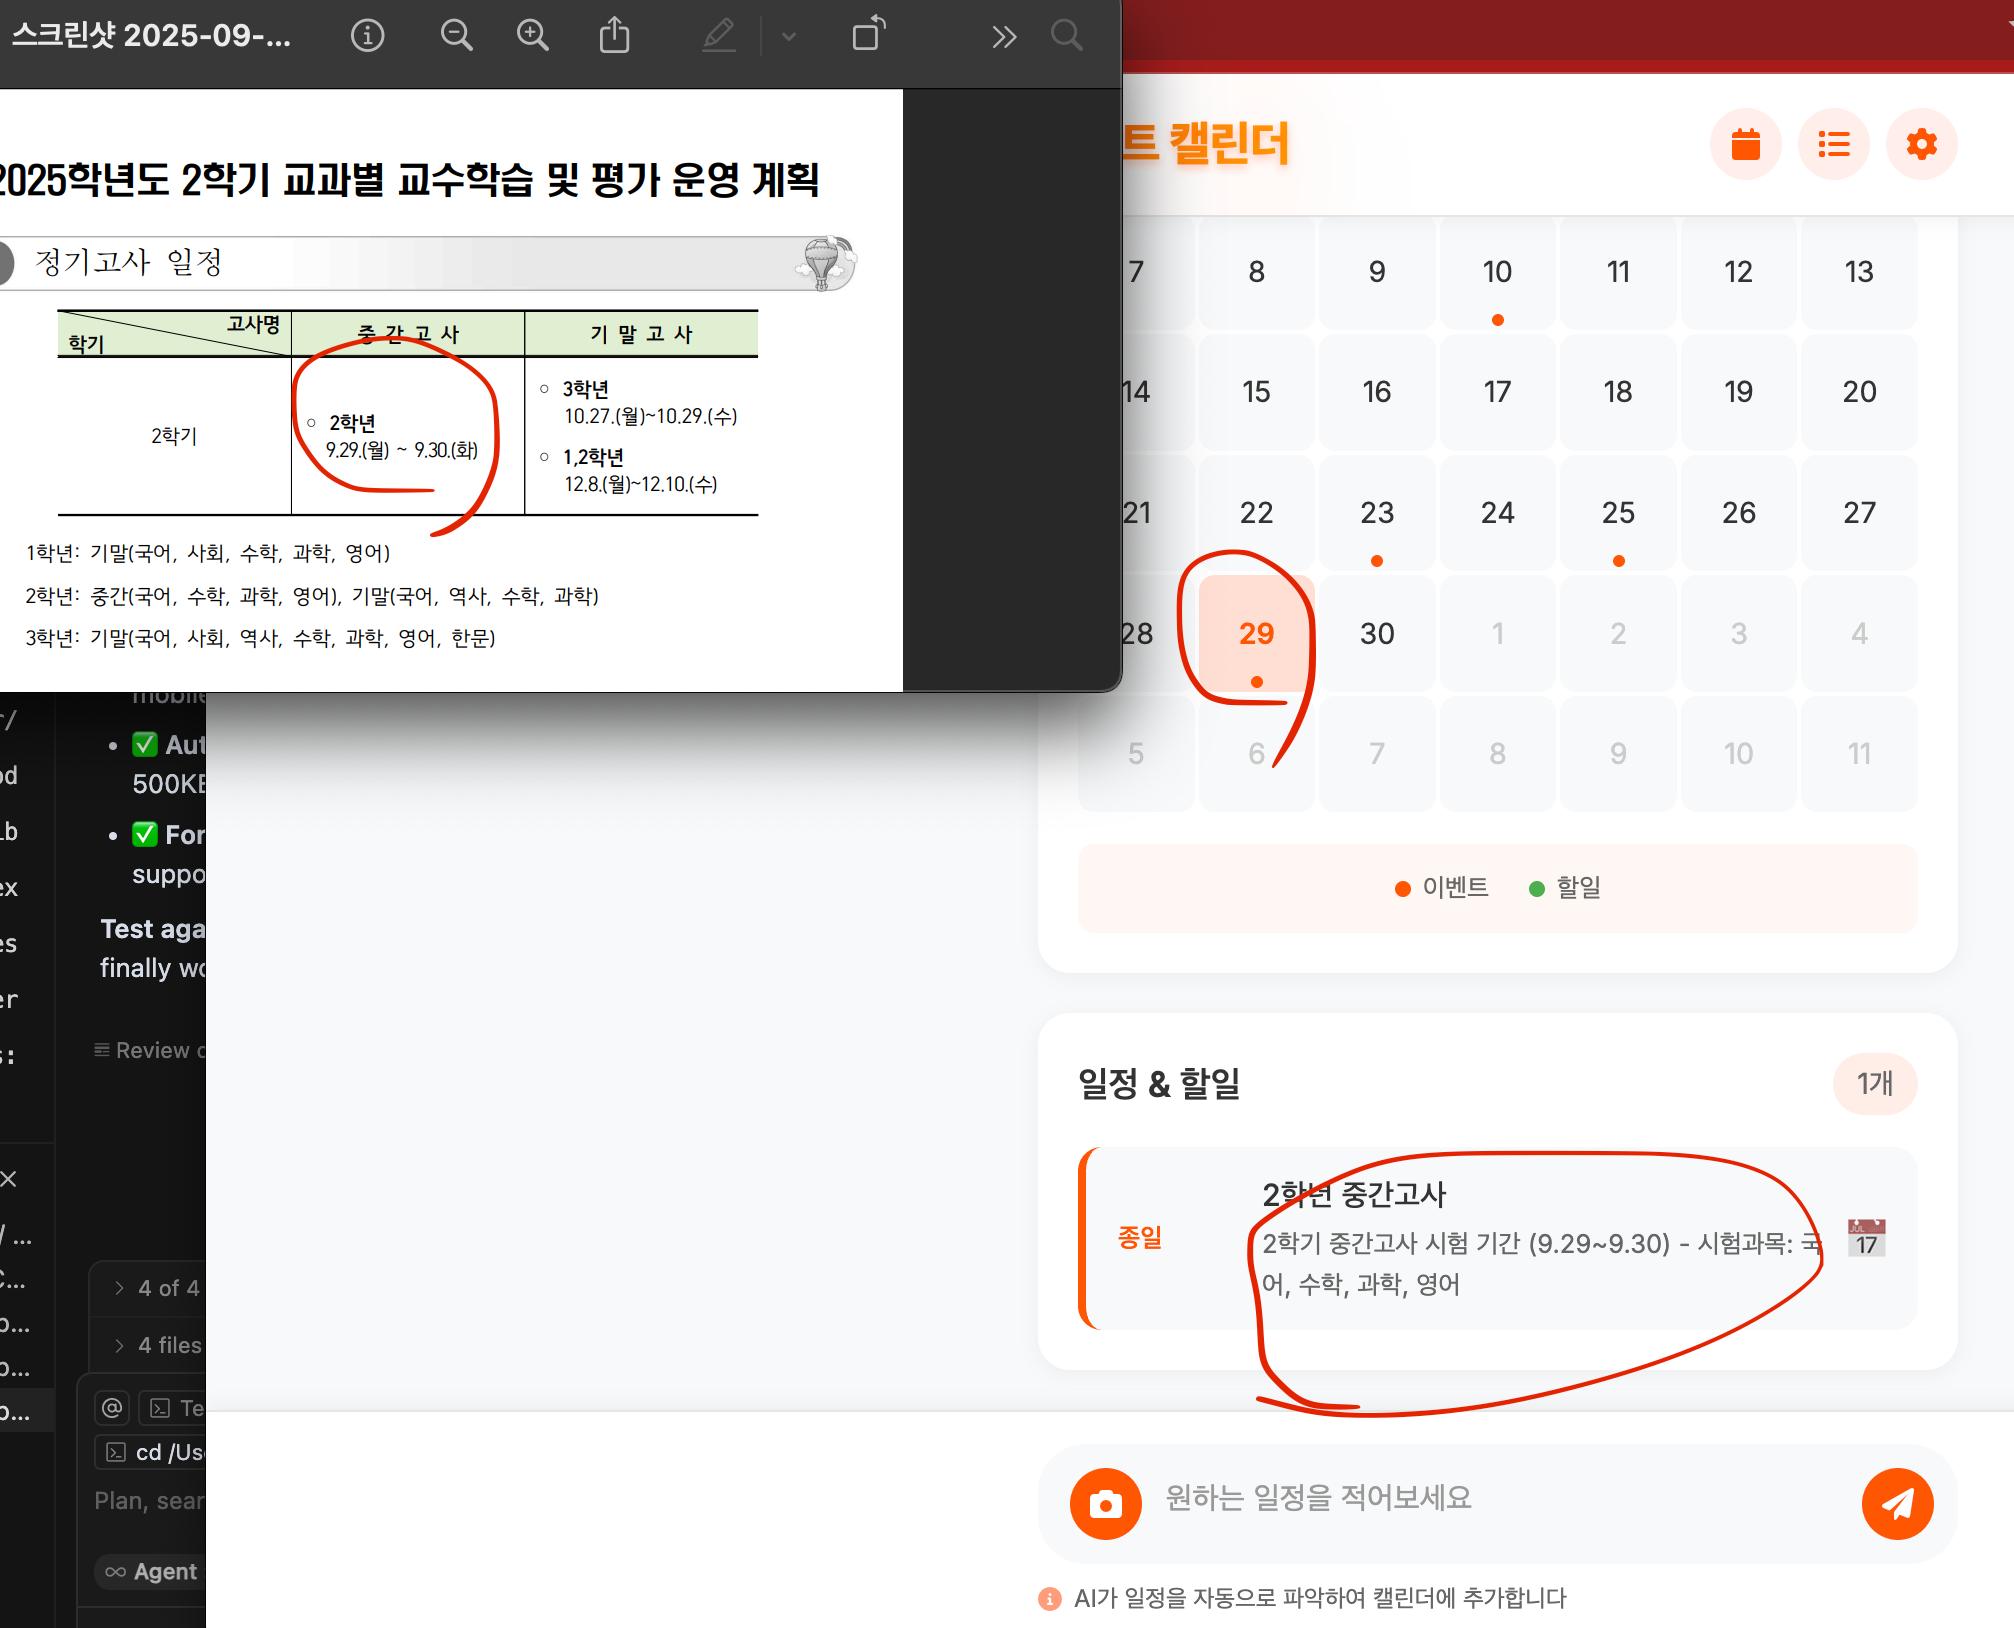 스크린샷 2025-09-...
2025학년도 2학기 교과별 교수학습 및 평가 운영 계획
정기고사 일정
고사명
학기
중 간 고 사
기 말 고 사
2학기
◦ 2학년
9.29.(월) ~ 9.30.(화)
◦ 3학년
10.27.(월)~10.29.(수)
◦ 1,2학년
12.8.(월)~12.10.(수)
1학년: 기말(국어, 사회, 수학, 과학, 영어)
2학년: 중간(국어, 수학, 과학, 영어), 기말(국어, 역사, 수학, 과학)
3학년: 기말(국어, 사회, 역사, 수학, 과학, 영어, 한문)
트 캘린더
7 8 9 10 11 12 13
14 15 16 17 18 19 20
21 22 23 24 25 26 27
28 29 30 1 2 3 4
5 6 7 8 9 10 11
이벤트 할일
일정 & 할일
1개
종일
2학년 중간고사
2학기 중간고사 시험 기간 (9.29~9.30) - 시험과목: 국
어, 수학, 과학, 영어
JUL
17
원하는 일정을 적어보세요
AI가 일정을 자동으로 파악하여 캘린더에 추가합니다
• ✅ Aut
500KB
• ✅ For
suppo
Test aga
finally wo
Review
4 of 4
4 files
@ Te
cd /Use
Plan, sear
Agent